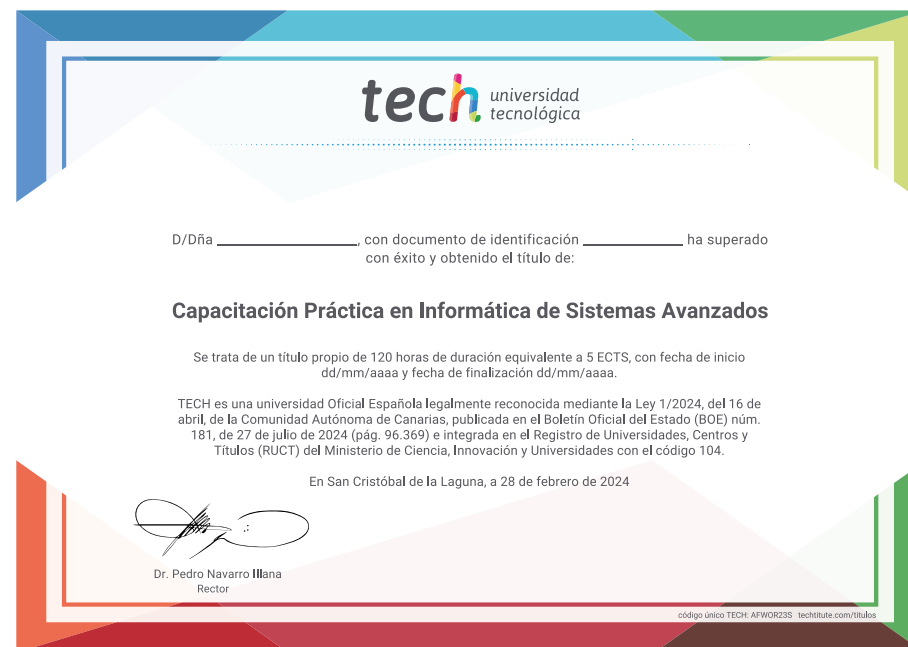 tech universidad
tecnológica
D/Dña ________________, con documento de identificación ____________ ha superado
con éxito y obtenido el título de:
Capacitación Práctica en Informática de Sistemas Avanzados
Se trata de un título propio de 120 horas de duración equivalente a 5 ECTS, con fecha de inicio
dd/mm/aaaa y fecha de finalización dd/mm/aaaa.
TECH es una universidad Oficial Española legalmente reconocida mediante la Ley 1/2024, del 16 de
abril, de la Comunidad Autónoma de Canarias, publicada en el Boletín Oficial del Estado (BOE) núm.
181, de 27 de julio de 2024 (pág. 96.369) e integrada en el Registro de Universidades, Centros y
Títulos (RUCT) del Ministerio de Ciencia, Innovación y Universidades con el código 104.
En San Cristóbal de la Laguna, a 28 de febrero de 2024
Dr. Pedro Navarro Illana
Rector
código único TECH: AFWOR23S techtitute.com/titulos